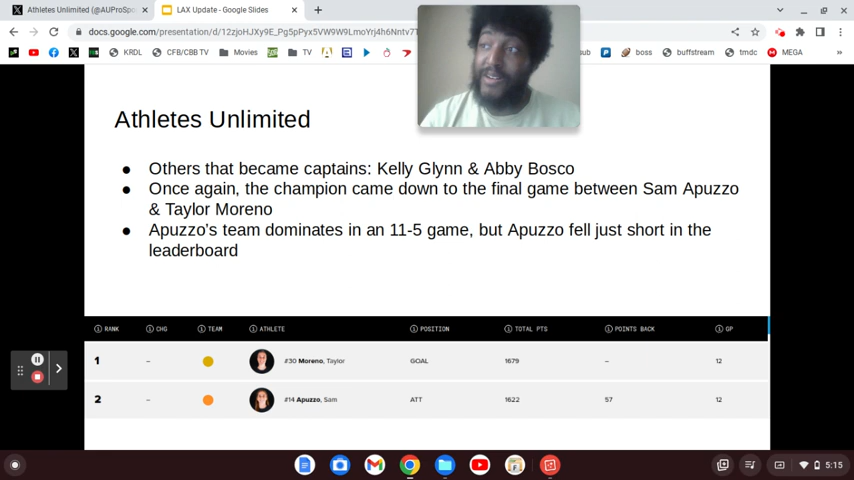 Athletes Unlimited (@AUProSpo
LAX Update - Google Slides
docs.google.com/presentation/d/12zjoHJXy9E_Pg5pPyx5VW9W9LmoYrj4h6Nntv7T
KRDL
CFB/CBB TV
Movies
TV
sub
boss
buffstream
tmdc
MEGA
»
Athletes Unlimited
● Others that became captains: Kelly Glynn & Abby Bosco
● Once again, the champion came down to the final game between Sam Apuzzo
& Taylor Moreno
● Apuzzo's team dominates in an 11-5 game, but Apuzzo fell just short in the
leaderboard
RANK CHG TEAM ATHLETE POSITION TOTAL PTS POINTS BACK GP
1 – #30 Moreno, Taylor GOAL 1679 – 12
2 – #14 Apuzzo, Sam ATT 1622 57 12
5:15